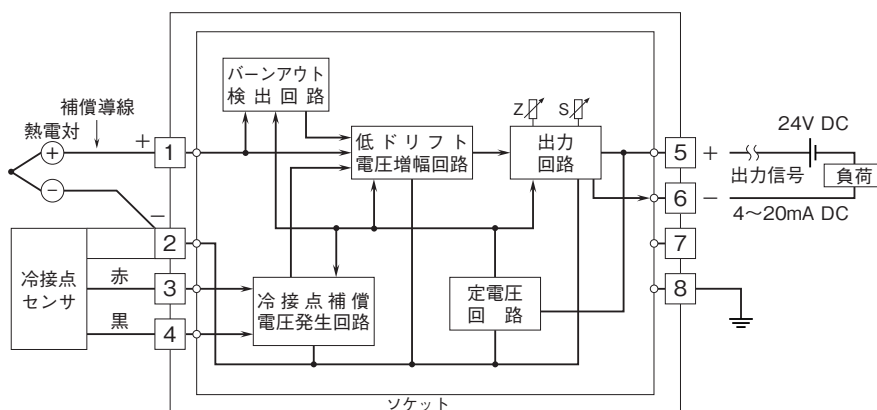 バーンアウト
検出回路
補償導線
熱電対
+
+
−
−
1
2
3
4
冷接点
センサ
赤
黒
低ドリフト
電圧増幅回路
Z
S
出力
回路
冷接点補償
電圧発生回路
定電圧
回路
5
6
7
8
+
−
24V DC
出力信号
負荷
4～20mA DC
ソケット